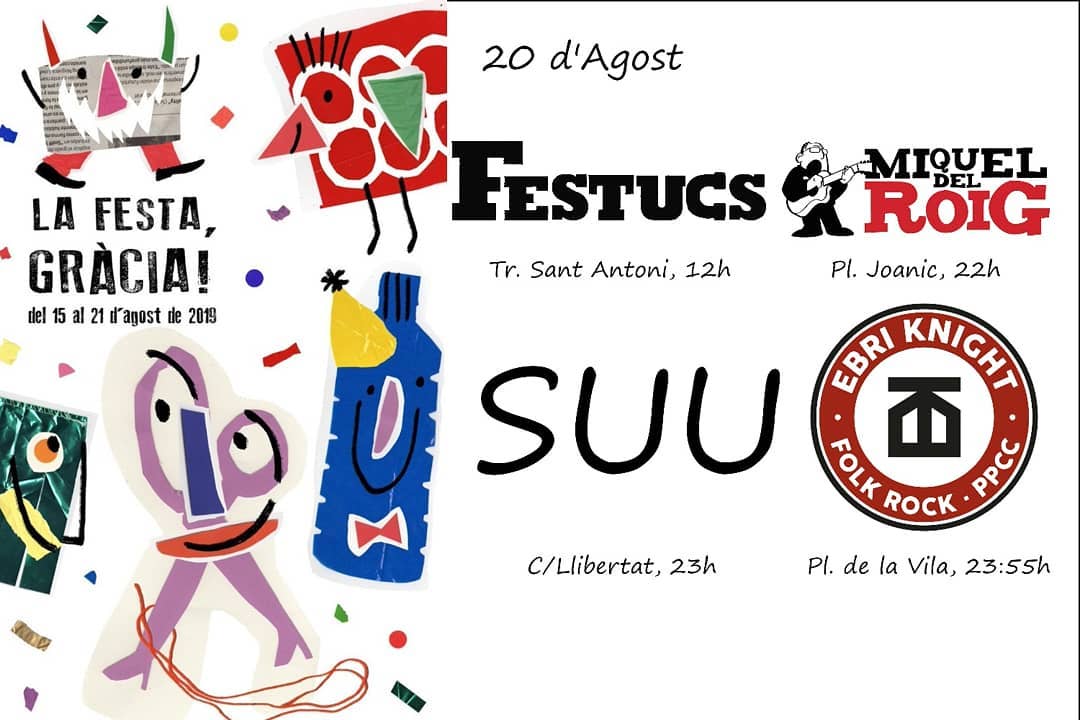 LA FESTA,
GRÀCIA!
del 15 al 21 d'agost de 2019
20 d'Agost
FESTUCS
Tr. Sant Antoni, 12h
MIQUEL
DEL
ROIG
Pl. Joanic, 22h
SUU
C/Llibertat, 23h
EBRI KNIGHT
EK
FOLK ROCK · PPCC
Pl. de la Vila, 23:55h